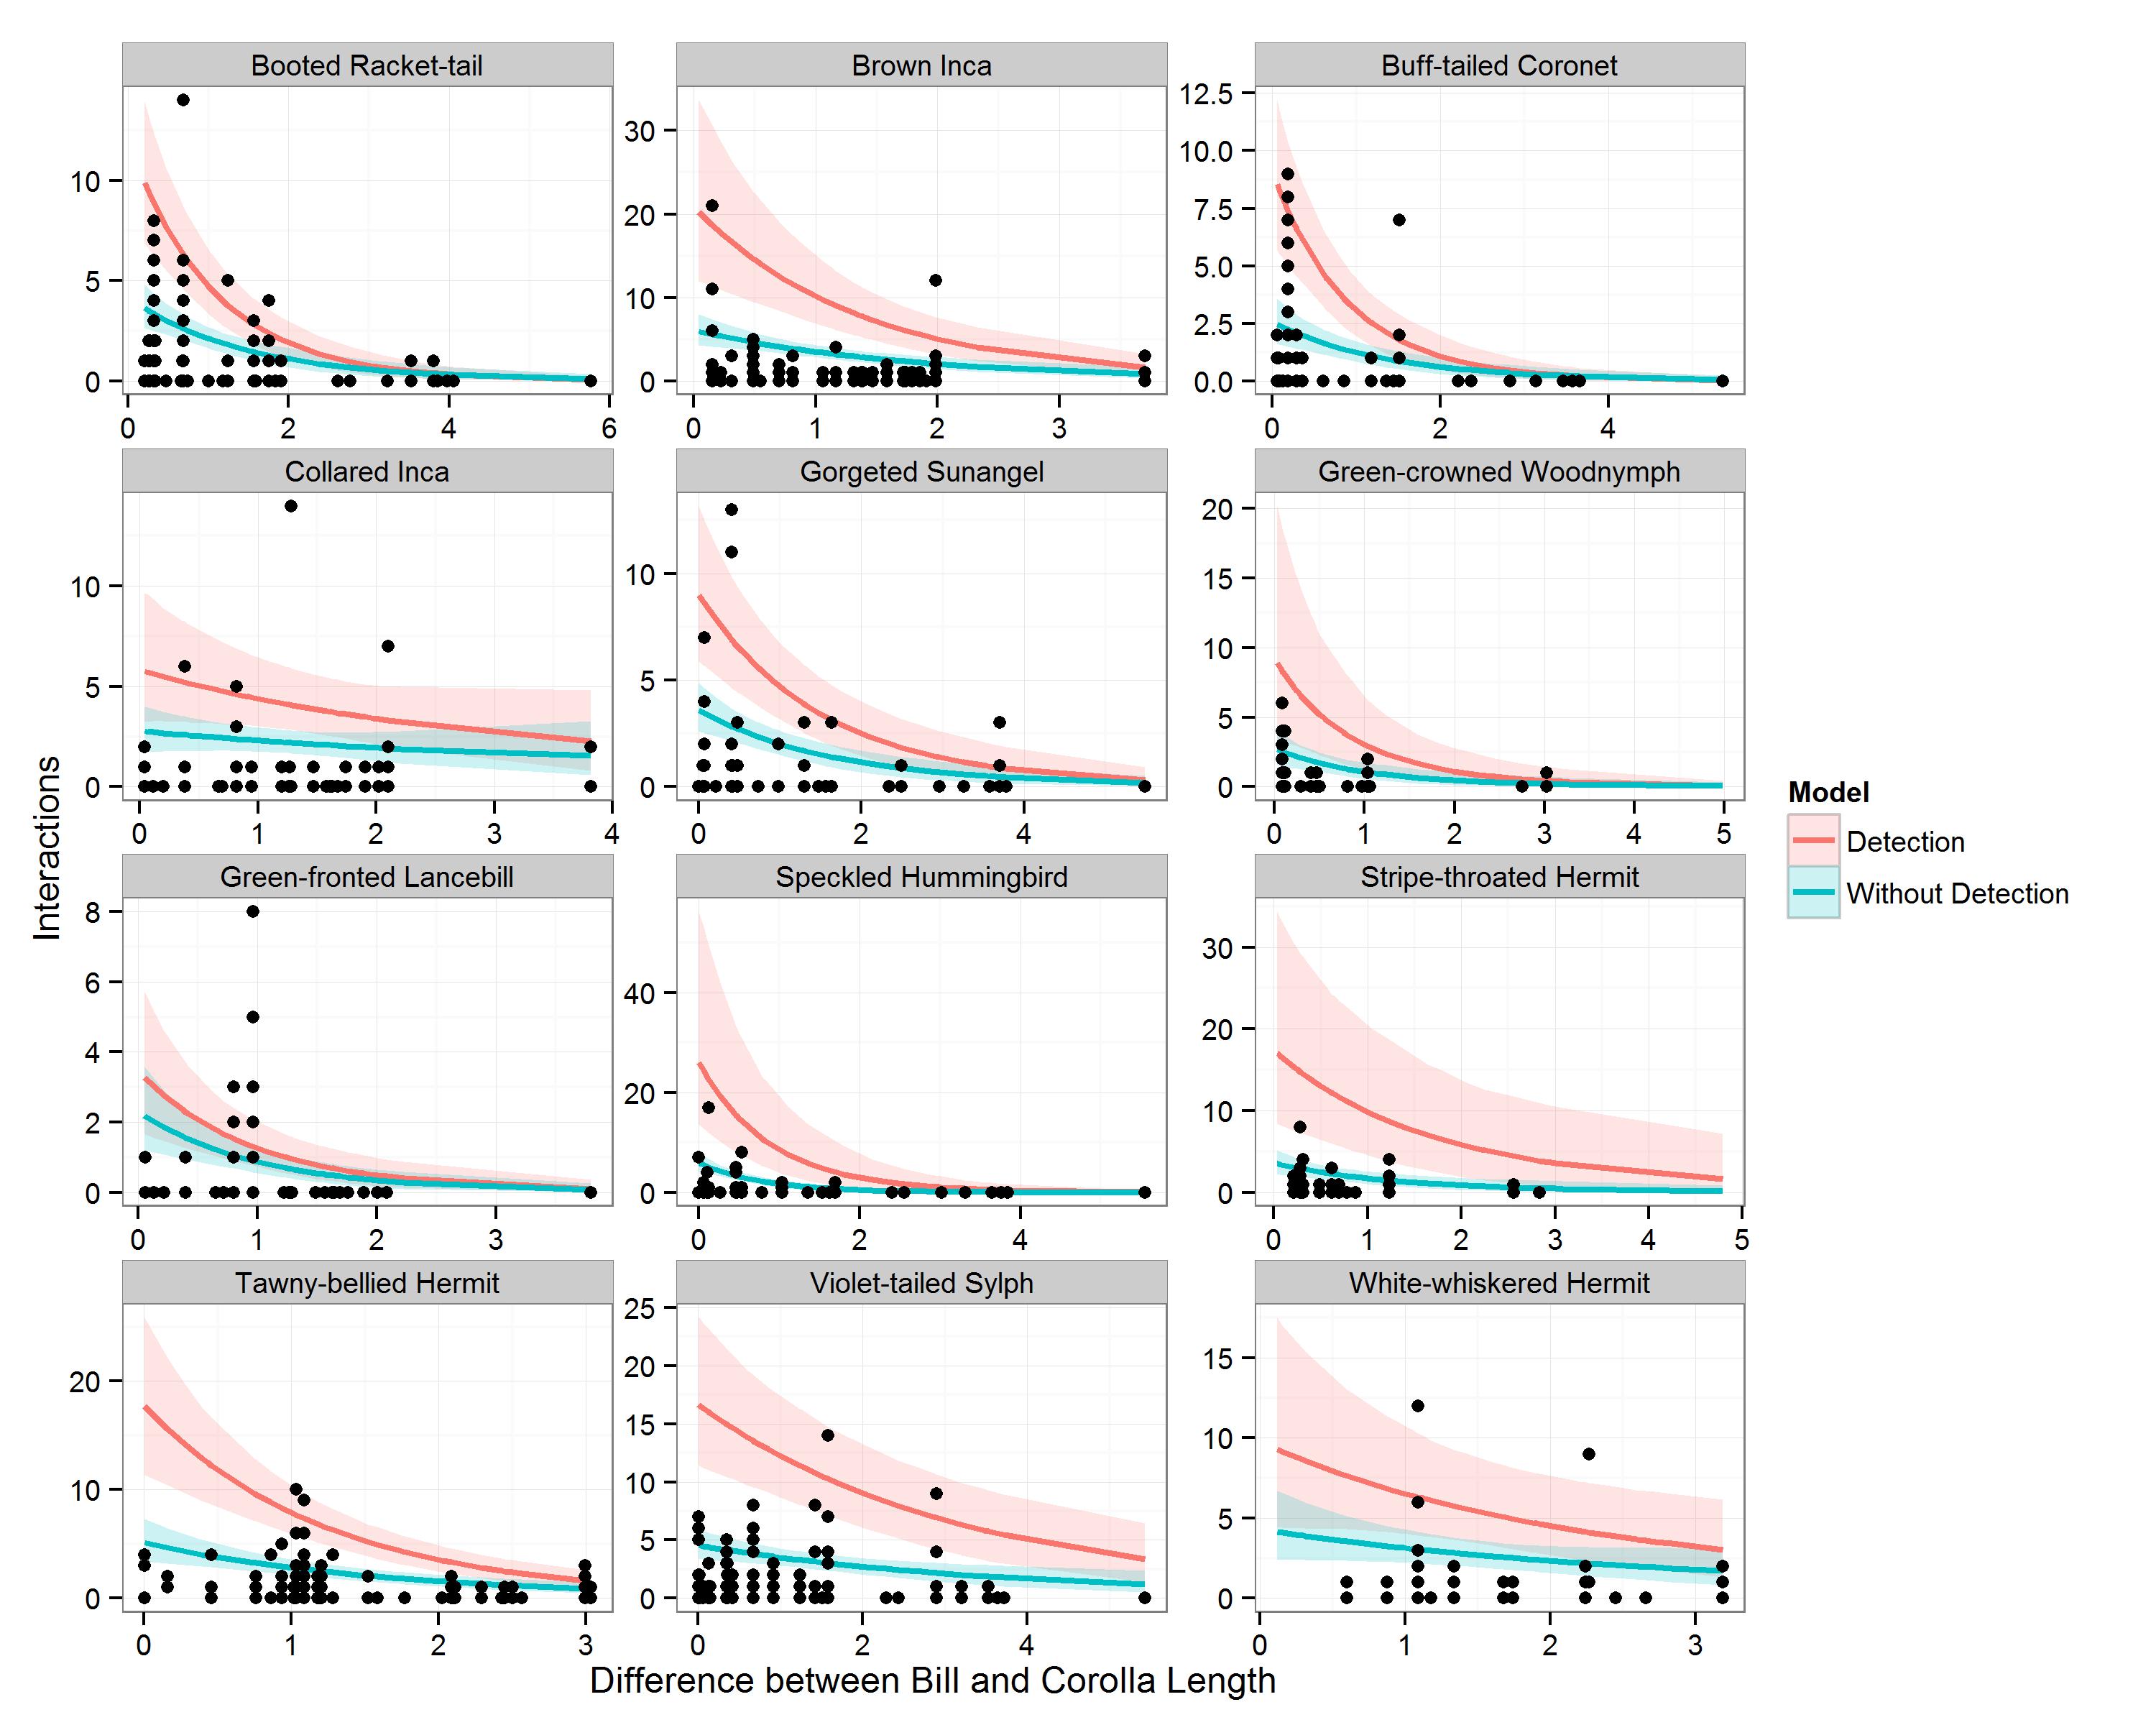 Booted Racket-tail
Brown Inca
Buff-tailed Coronet
10
5
0
0 2 4 6
30
20
10
0
0 1 2 3
12.5
10.0
7.5
5.0
2.5
0.0
0 2 4
Collared Inca
Gorgeted Sunangel
Green-crowned Woodnymph
10
5
0
0 1 2 3 4
10
5
0
0 2 4
20
15
10
5
0
0 1 2 3 4 5
Green-fronted Lancebill
Speckled Hummingbird
Stripe-throated Hermit
8
6
4
2
0
0 1 2 3
40
20
0
0 2 4
30
20
10
0
0 1 2 3 4 5
Tawny-bellied Hermit
Violet-tailed Sylph
White-whiskered Hermit
20
10
0
0 1 2 3
25
20
15
10
5
0
0 2 4
15
10
5
0
0 1 2 3
Interactions
Difference between Bill and Corolla Length
Model
Detection
Without Detection